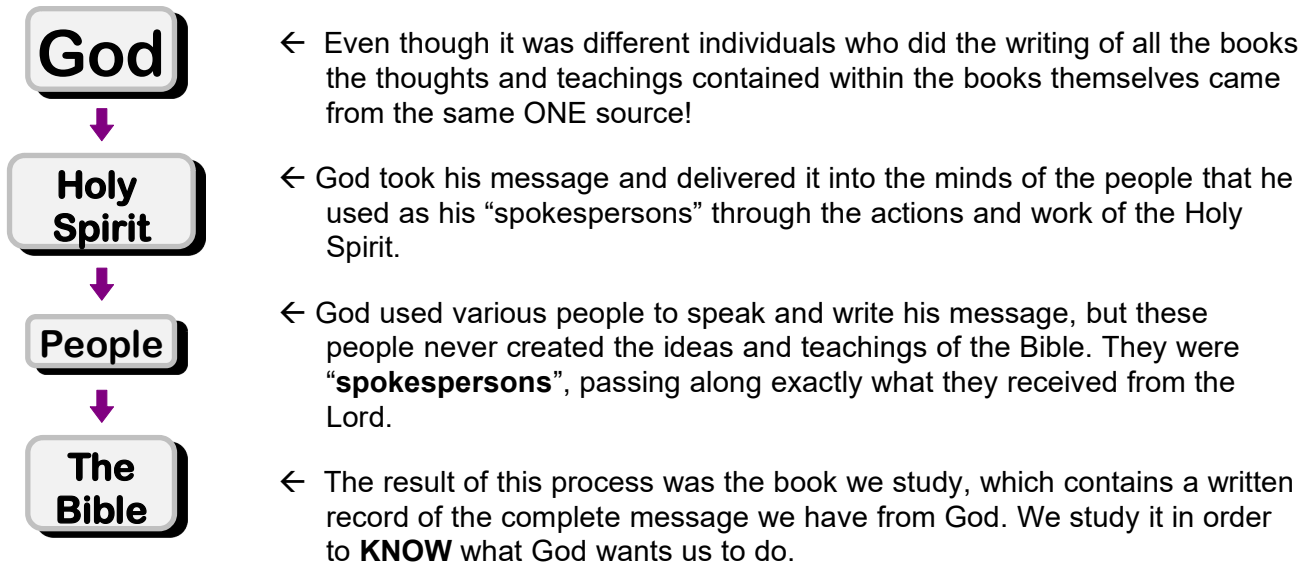 God
← Even though it was different individuals who did the writing of all the books
the thoughts and teachings contained within the books themselves came
from the same ONE source!
Holy
Spirit
← God took his message and delivered it into the minds of the people that he
used as his “spokespersons” through the actions and work of the Holy
Spirit.
People
← God used various people to speak and write his message, but these
people never created the ideas and teachings of the Bible. They were
“spokespersons”, passing along exactly what they received from the
Lord.
The
Bible
← The result of this process was the book we study, which contains a written
record of the complete message we have from God. We study it in order
to KNOW what God wants us to do.